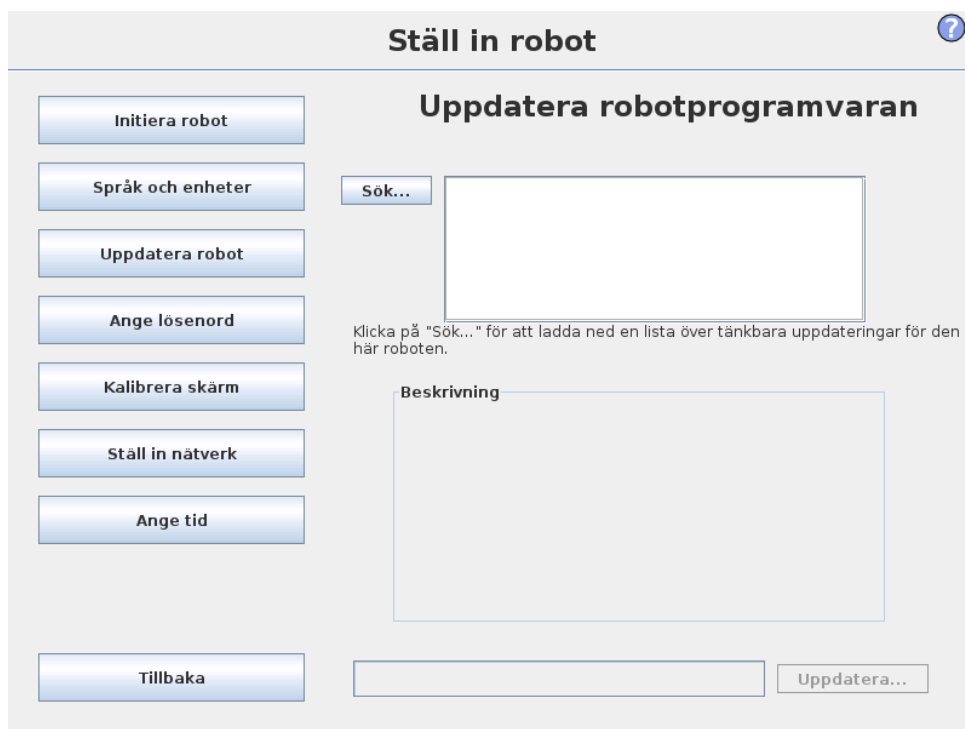 Ställ in robot
?
Initiera robot
Språk och enheter
Uppdatera robot
Ange lösenord
Kalibrera skärm
Ställ in nätverk
Ange tid
Tillbaka
Uppdatera robotprogramvaran
Sök...
Klicka på "Sök..." för att ladda ned en lista över tänkbara uppdateringar för den
här roboten.
Beskrivning
Uppdatera...